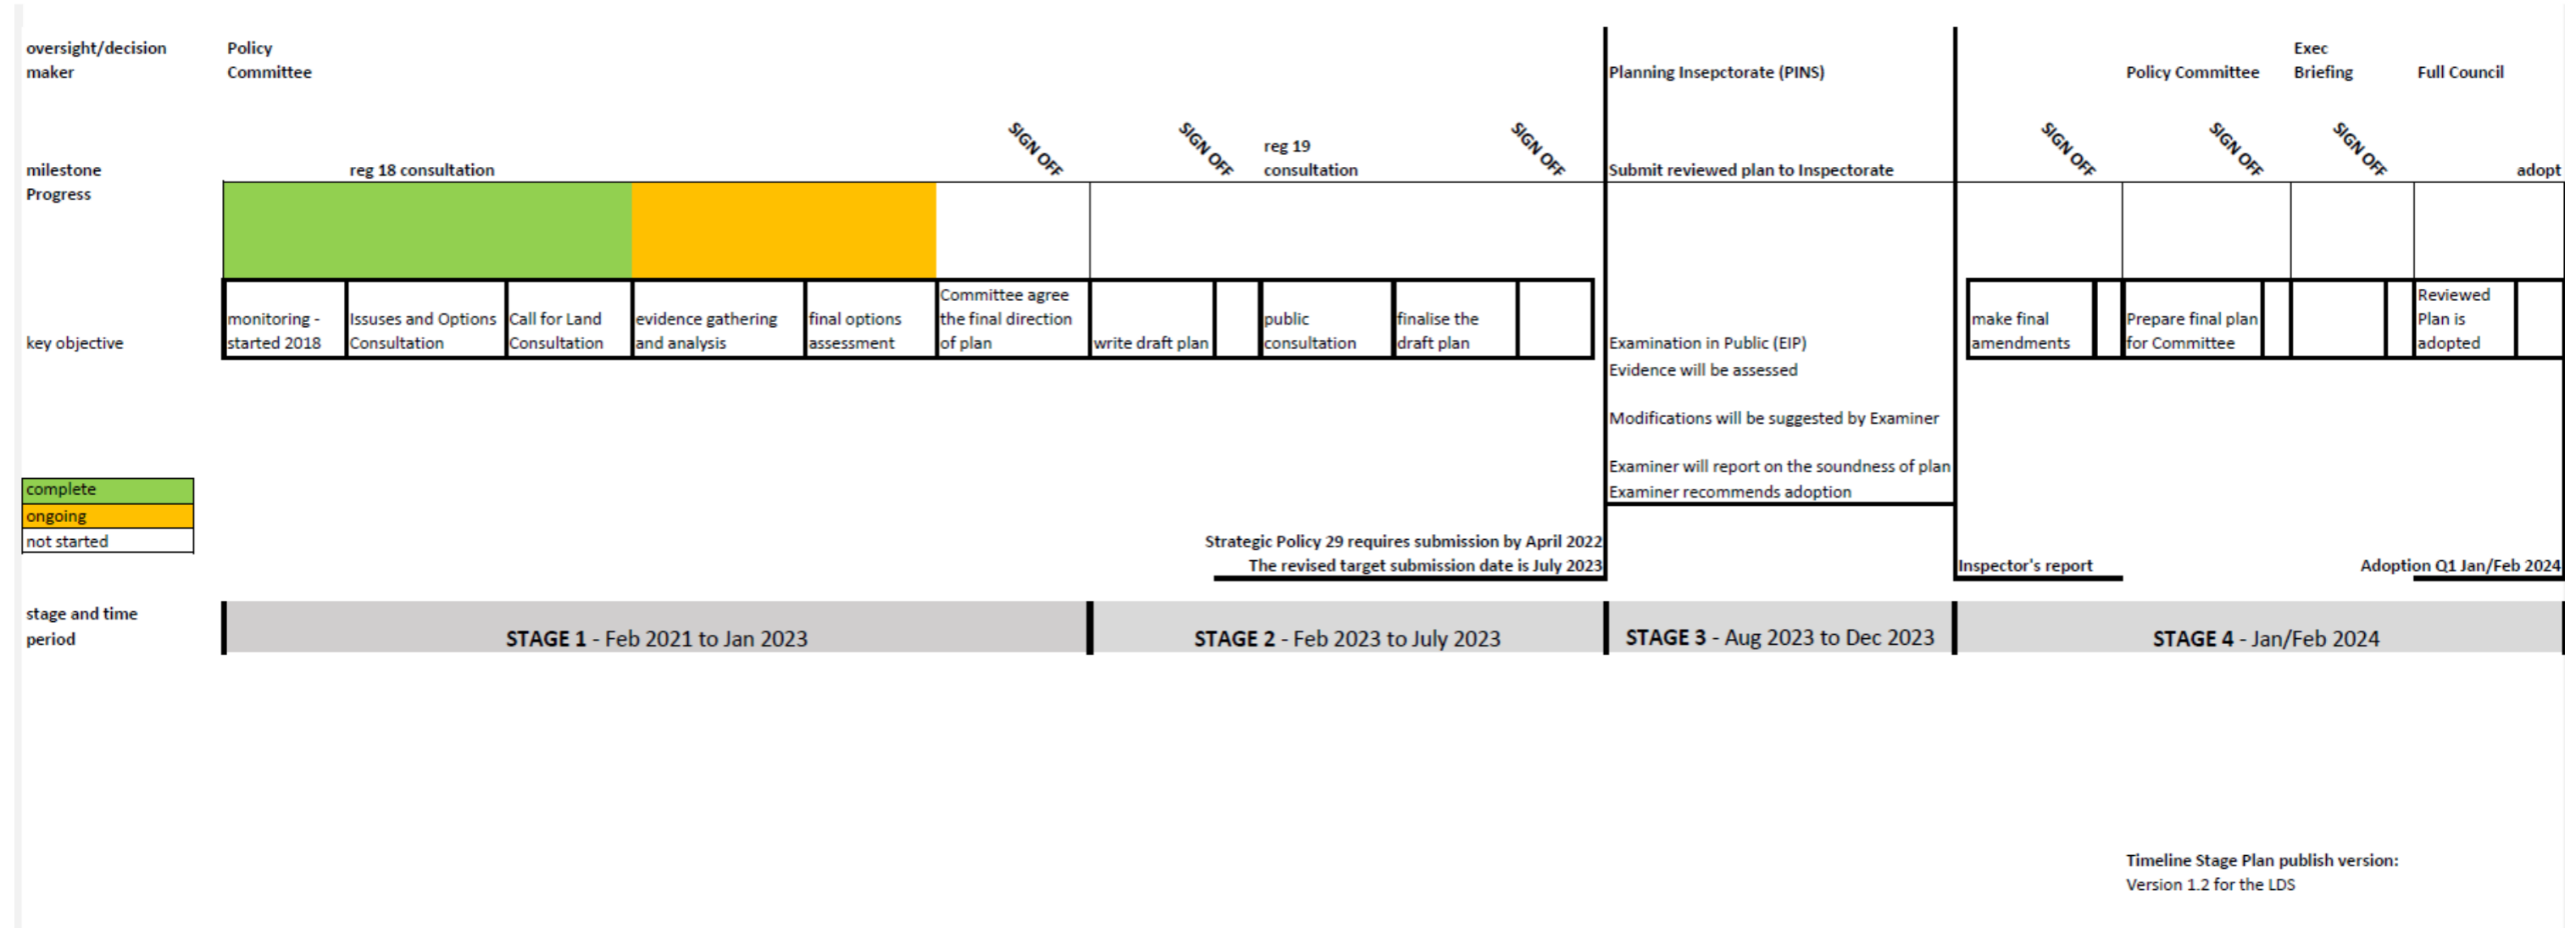 oversight/decision
maker
Policy
Committee
Planning Insepctorate (PINS)
Policy Committee
Exec
Briefing
Full Council
milestone
reg 18 consultation
SIGN OFF
SIGN OFF
reg 19
consultation
SIGN OFF
Submit reviewed plan to Inspectorate
SIGN OFF
SIGN OFF
SIGN OFF
adopt
Progress
key objective
monitoring -
started 2018
Issuses and Options
Consultation
Call for Land
Consultation
evidence gathering
and analysis
final options
assessment
Committee agree
the final direction
of plan
write draft plan
public
consultation
finalise the
draft plan
Examination in Public (EIP)
Evidence will be assessed
Modifications will be suggested by Examiner
Examiner will report on the soundness of plan
Examiner recommends adoption
make final
amendments
Prepare final plan
for Committee
Reviewed
Plan is
adopted
complete
ongoing
not started
Strategic Policy 29 requires submission by April 2022
The revised target submission date is July 2023
Inspector's report
Adoption Q1 Jan/Feb 2024
stage and time
period
STAGE 1 - Feb 2021 to Jan 2023
STAGE 2 - Feb 2023 to July 2023
STAGE 3 - Aug 2023 to Dec 2023
STAGE 4 - Jan/Feb 2024
Timeline Stage Plan publish version:
Version 1.2 for the LDS